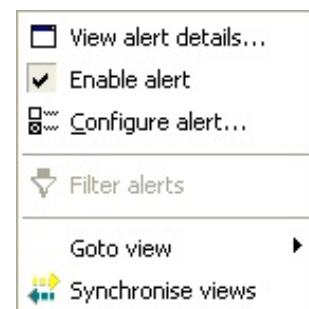 View alert details...
Enable alert
Configure alert...
Filter alerts
Goto view
Synchronise views